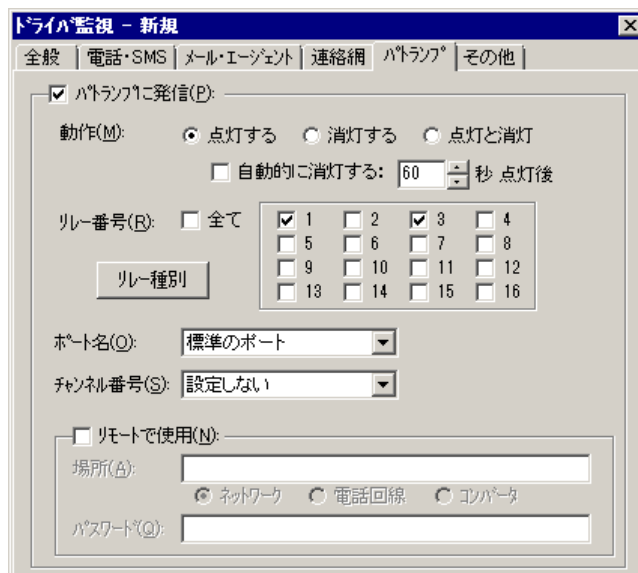 ﾄﾞﾗｲﾊﾞ監視 - 新規
全般 電話・SMS ﾒｰﾙ・ｴｰｼﾞｪﾝﾄ 連絡網 ﾊﾟﾄﾗﾝﾌﾟ その他
ﾊﾟﾄﾗﾝﾌﾟに発信(P):
動作(M): 点灯する 消灯する 点灯と消灯
自動的に消灯する: 60 秒 点灯後
ﾘﾚｰ番号(R): 全て 1 2 3 4
5 6 7 8
ﾘﾚｰ種別 9 10 11 12
13 14 15 16
ﾎﾟｰﾄ名(O): 標準のポート
ﾁｬﾝﾈﾙ番号(S): 設定しない
ﾘﾓｰﾄで使用(N):
場所(A):
ﾈｯﾄﾜｰｸ 電話回線 ｺﾝﾊﾞｰﾀ
ﾊﾟｽﾜｰﾄﾞ(Q):